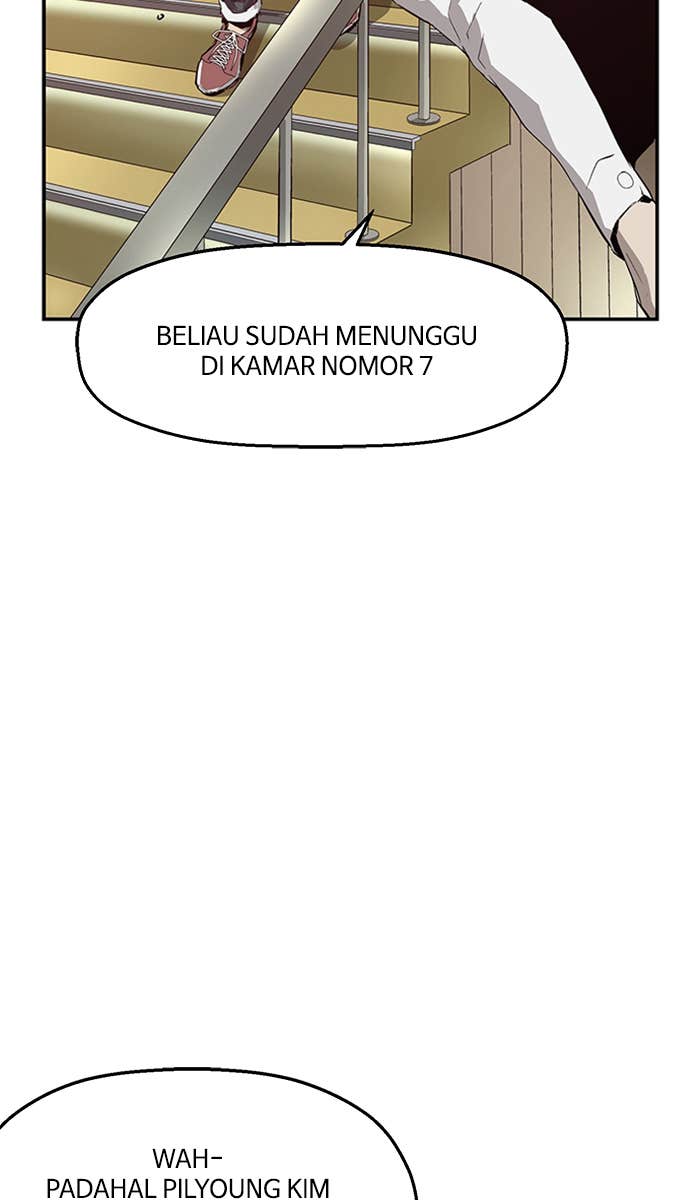 BELIAU SUDAH MENUNGGU
DI KAMAR NOMOR 7
WAH-
PADAHAL PILYOUNG KIM